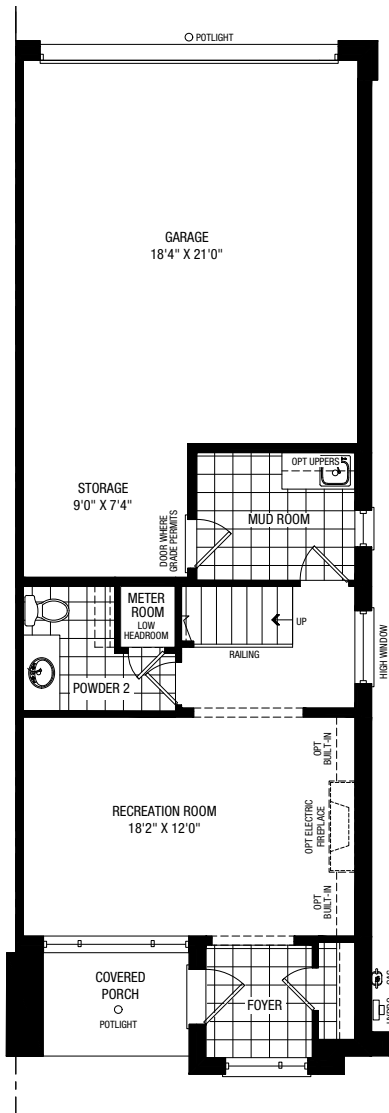 POTLIGHT
GARAGE
18'4" X 21'0"
OPT UPPERS
STORAGE
9'0" X 7'4"
DOOR WHERE
GRADE PERMITS
MUD ROOM
METER
ROOM
LOW
HEADROOM
UP
RAILING
HIGH WINDOW
POWDER 2
OPT
BUILT-IN
RECREATION ROOM
18'2" X 12'0"
OPT ELECTRIC
FIREPLACE
OPT
BUILT-IN
COVERED
PORCH
POTLIGHT
FOYER
GAS